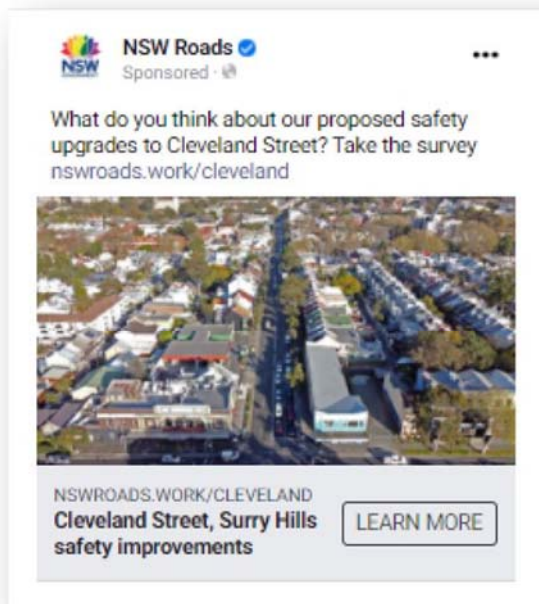 NSW Roads
NSW
Sponsored ·
What do you think about our proposed safety
upgrades to Cleveland Street? Take the survey
nswroads.work/cleveland
NSWROADS.WORK/CLEVELAND
Cleveland Street, Surry Hills
safety improvements
LEARN MORE